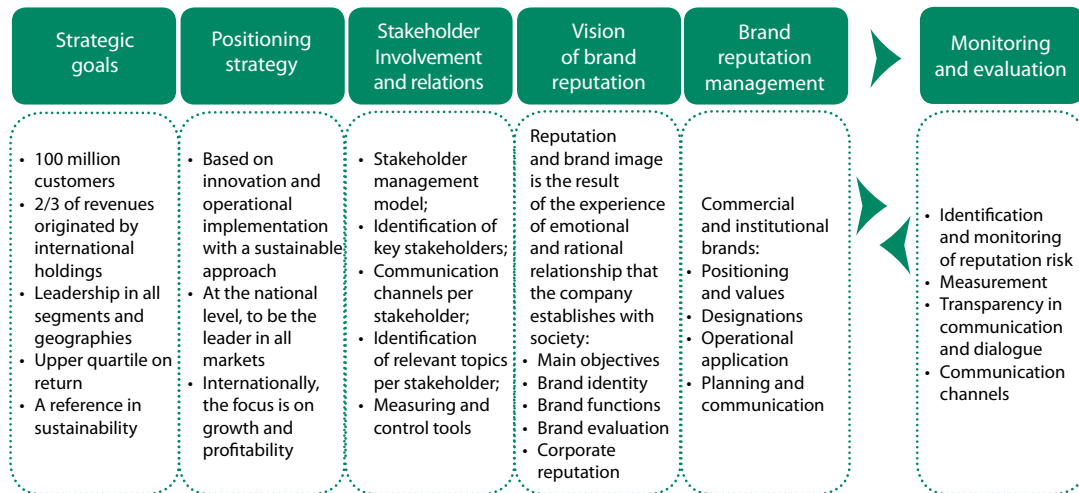 Strategic
goals
Positioning
strategy
Stakeholder
Involvement
and relations
Vision
of brand
reputation
Brand
reputation
management
Monitoring
and evaluation
• 100 million
customers
• 2/3 of revenues
originated by
international
holdings
• Leadership in all
segments and
geographies
• Upper quartile on
return
• A reference in
sustainability
• Based on
innovation and
operational
implementation
with a sustainable
approach
• At the national
level, to be the
leader in all
markets
• Internationally,
the focus is on
growth and
profitability
• Stakeholder
management
model;
• Identification of
key stakeholders;
• Communication
channels per
stakeholder;
• Identification
of relevant topics
per stakeholder;
• Measuring and
control tools
Reputation
and brand image
is the result
of the experience
of emotional
and rational
relationship that
the company
establishes with
society:
• Main objectives
• Brand identity
• Brand functions
• Brand evaluation
• Corporate
reputation
Commercial
and institutional
brands:
• Positioning
and values
• Designations
• Operational
application
• Planning and
communication
• Identification
and monitoring
of reputation risk
• Measurement
• Transparency in
communication
and dialogue
• Communication
channels